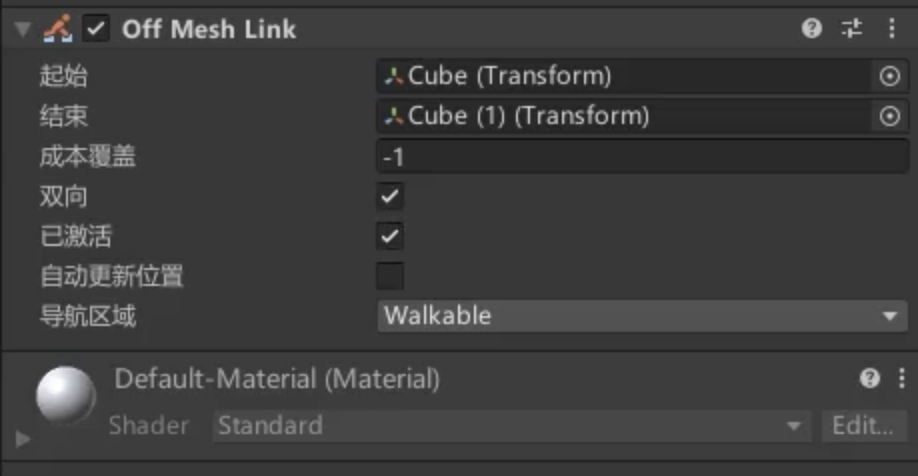 Off Mesh Link
起始 Cube (Transform)
结束 Cube (1) (Transform)
成本覆盖 -1
双向
已激活
自动更新位置
导航区域 Walkable
Default-Material (Material)
Shader Standard Edit...